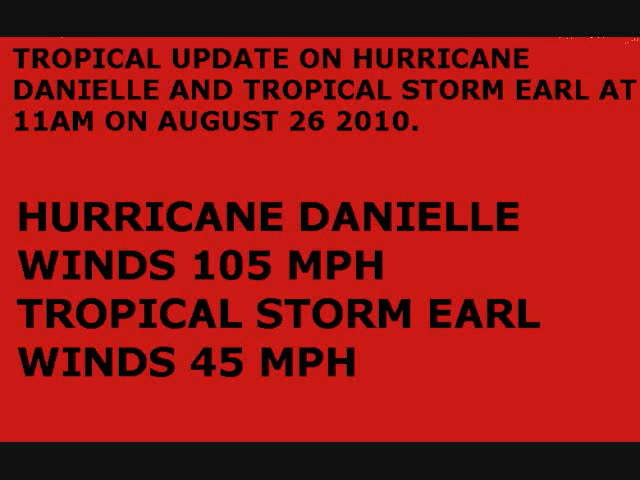 TROPICAL UPDATE ON HURRICANE
DANIELLE AND TROPICAL STORM EARL AT
11AM ON AUGUST 26 2010.
HURRICANE DANIELLE
WINDS 105 MPH
TROPICAL STORM EARL
WINDS 45 MPH